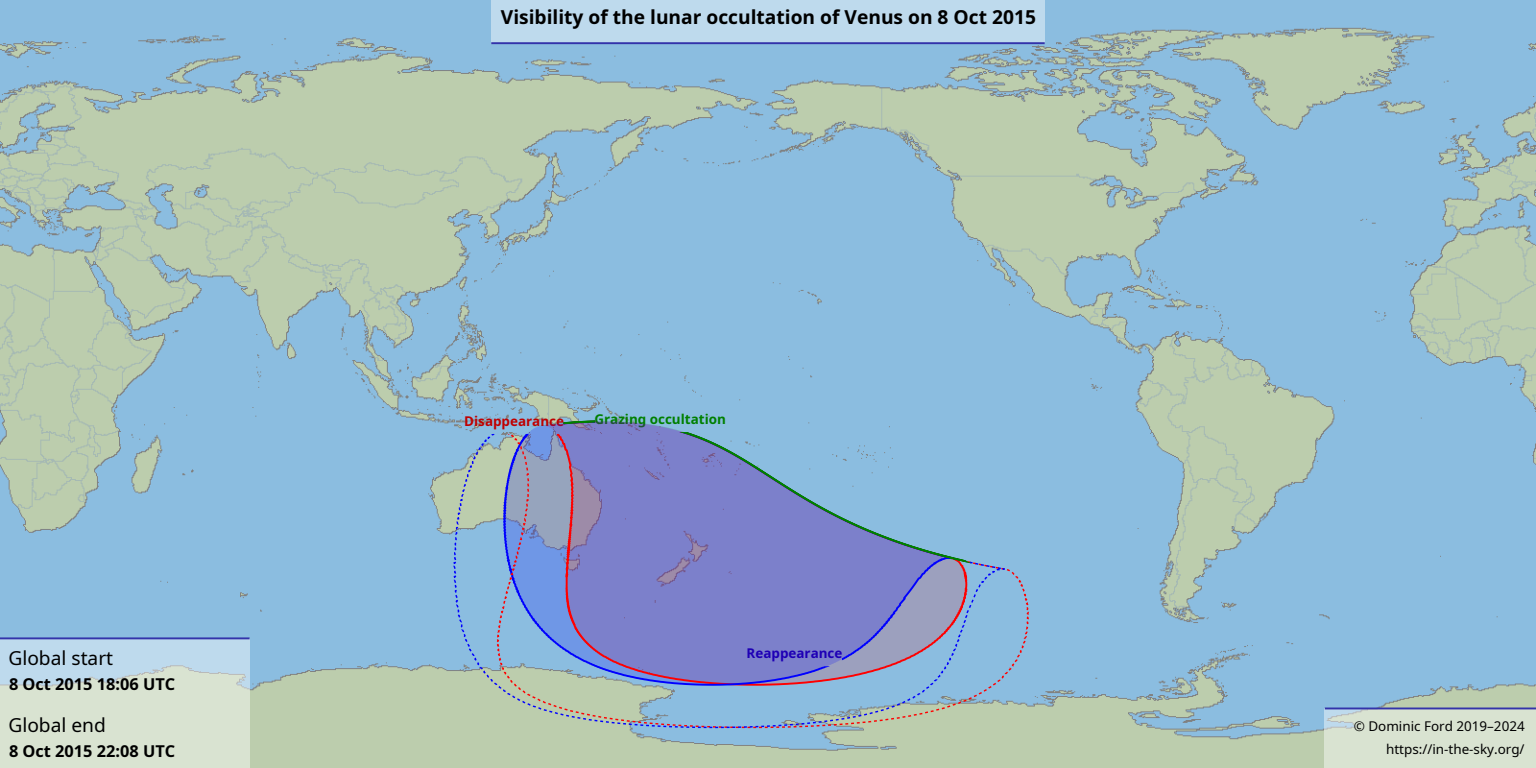 Visibility of the lunar occultation of Venus on 8 Oct 2015
Disappearance
Grazing occultation
Reappearance
Global start
8 Oct 2015 18:06 UTC
Global end
8 Oct 2015 22:08 UTC
© Dominic Ford 2019–2024
https://in-the-sky.org/